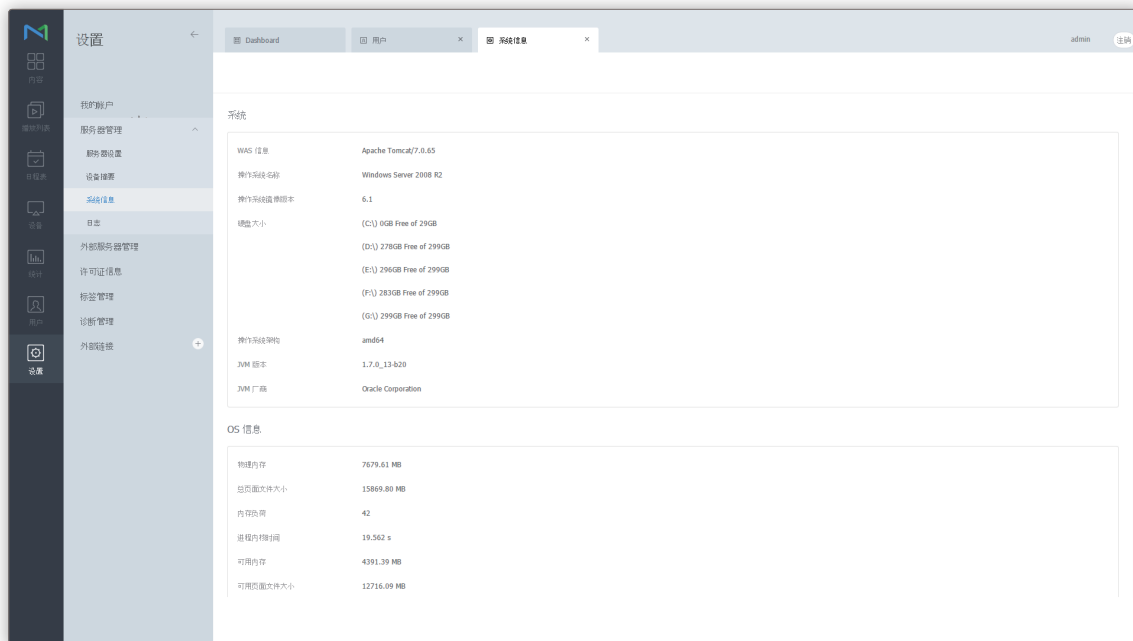 设置
←
Dashboard
用户 ×
系统信息 ×
admin
注销
内容
播放列表
日程表
设备
统计
用户
设置
我的帐户
服务器管理
服务器设置
设备摘要
系统信息
日志
外部服务器管理
许可证信息
标签管理
诊断管理
外部连接 +
系统
WAS 信息 Apache Tomcat/7.0.65
操作系统名称 Windows Server 2008 R2
操作系统直像版本 6.1
硬盘大小 (C:\) 0GB Free of 29GB
(D:\) 278GB Free of 299GB
(E:\) 296GB Free of 299GB
(F:\) 283GB Free of 299GB
(G:\) 299GB Free of 299GB
操作系统架构 amd64
JVM 版本 1.7.0_13-b20
JVM 厂商 Oracle Corporation
OS 信息
物理内存 7679.61 MB
总页面文件大小 15869.80 MB
内存负荷 42
进程内核时间 19.562 s
可用内存 4391.39 MB
可用页面文件大小 12716.09 MB